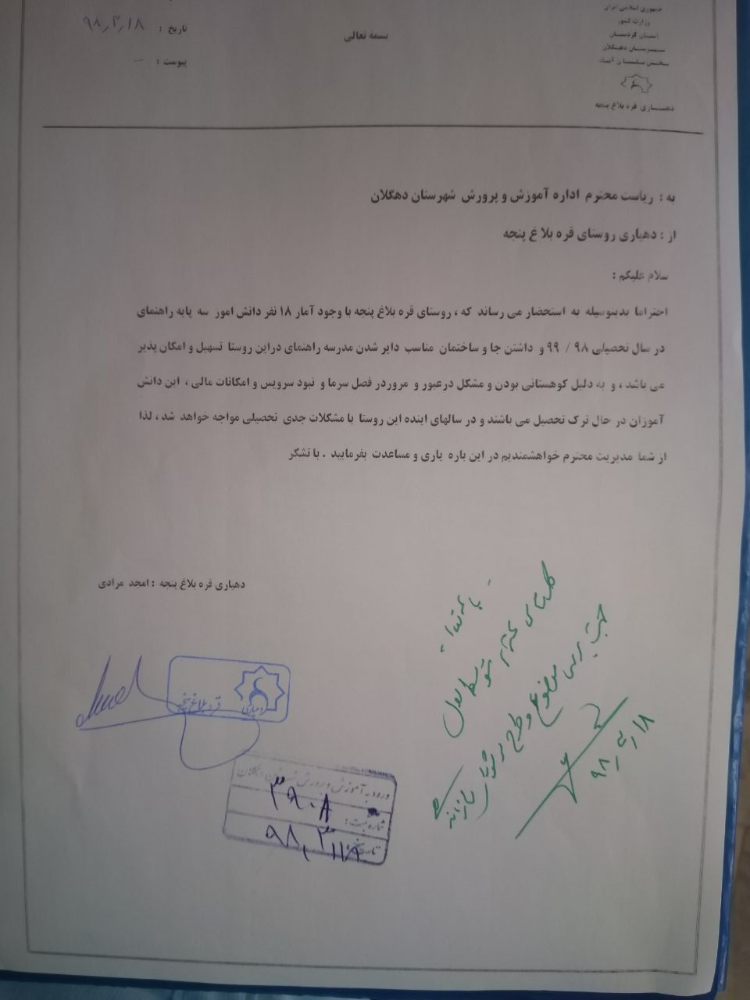 جمهوری اسلامی ایران
وزارت کشور
استان کردستان
شهرستان دهگلان
بخش بلبان آباد
دهیاری قره بلاغ پنجه
بسمه تعالی
تاریخ : ۹۸٫۳٫۱۸
پیوست : —
به : ریاست محترم اداره آموزش و پرورش شهرستان دهگلان
از : دهیاری روستای قره بلاغ پنجه
سلام علیکم :
احتراما بدینوسیله به استحضار می رساند که ، روستای قره بلاغ پنجه با وجود آمار ۱۸ نفر دانش اموز سه پایه راهنمای
در سال تحصیلی ۹۸ / ۹۹ و داشتن جا و ساختمان مناسب دایر شدن مدرسه راهنمای دراین روستا تسهیل و امکان پذیر
می باشد ، و به دلیل کوهستانی بودن و مشکل درعبور و مروردر فصل سرما و نبود سرویس و امکانات مالی ، این دانش
آموزان در حال ترک تحصیل می باشند و در سالهای اینده این روستا با مشکلات جدی تحصیلی مواجه خواهد شد ، لذا
از شما مدیریت محترم خواهشمندیم در این باره یاری و مساعدت بفرمایید . با تشکر
دهیاری قره بلاغ پنجه : امجد مرادی
دهیاری قره بلاغ پنجه
محترم متوسطه اول
جهت بررسی موضوع و طرح در
۹۸٫۳٫۱۸
ورود به آموزش و پرورش شهرستان دهگلان
شماره ثبت : ۳۹۰۸
تاریخ : ۹۸٫۳٫۱۸